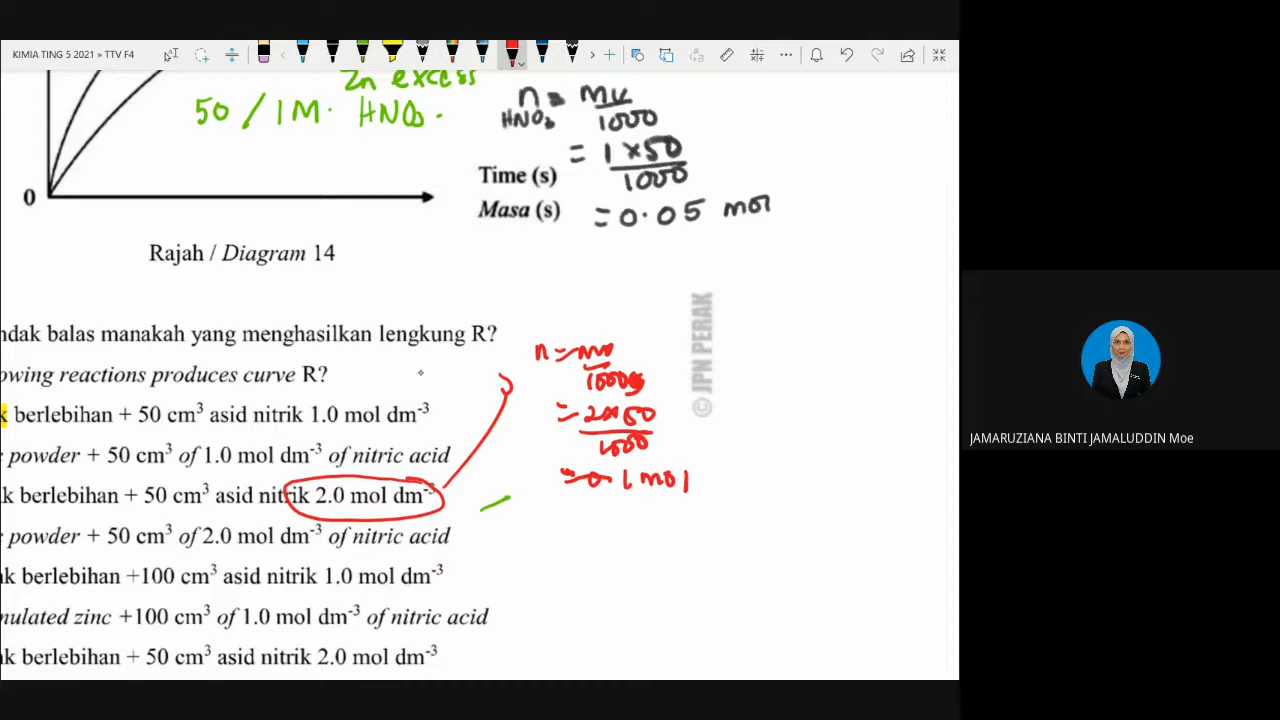 KIMIA TING 5 2021 » TTV F4
Zn excess
50 / 1M. HNO3.
n = MV
HNO3 1000
= 1 × 50
1000
= 0.05 mol
0
Time (s)
Masa (s)
Rajah / Diagram 14
ndak balas manakah yang menghasilkan lengkung R?
owing reactions produces curve R?
k berlebihan + 50 cm³ asid nitrik 1.0 mol dm⁻³
powder + 50 cm³ of 1.0 mol dm⁻³ of nitric acid
k berlebihan + 50 cm³ asid nitrik 2.0 mol dm⁻³
powder + 50 cm³ of 2.0 mol dm⁻³ of nitric acid
ak berlebihan +100 cm³ asid nitrik 1.0 mol dm⁻³
nulated zinc +100 cm³ of 1.0 mol dm⁻³ of nitric acid
ak berlebihan + 50 cm³ asid nitrik 2.0 mol dm⁻³
n = MV
1000
= 2×50
1000
= 0.1 mol
© JPN PERAK
JAMARUZIANA BINTI JAMALUDDIN Moe